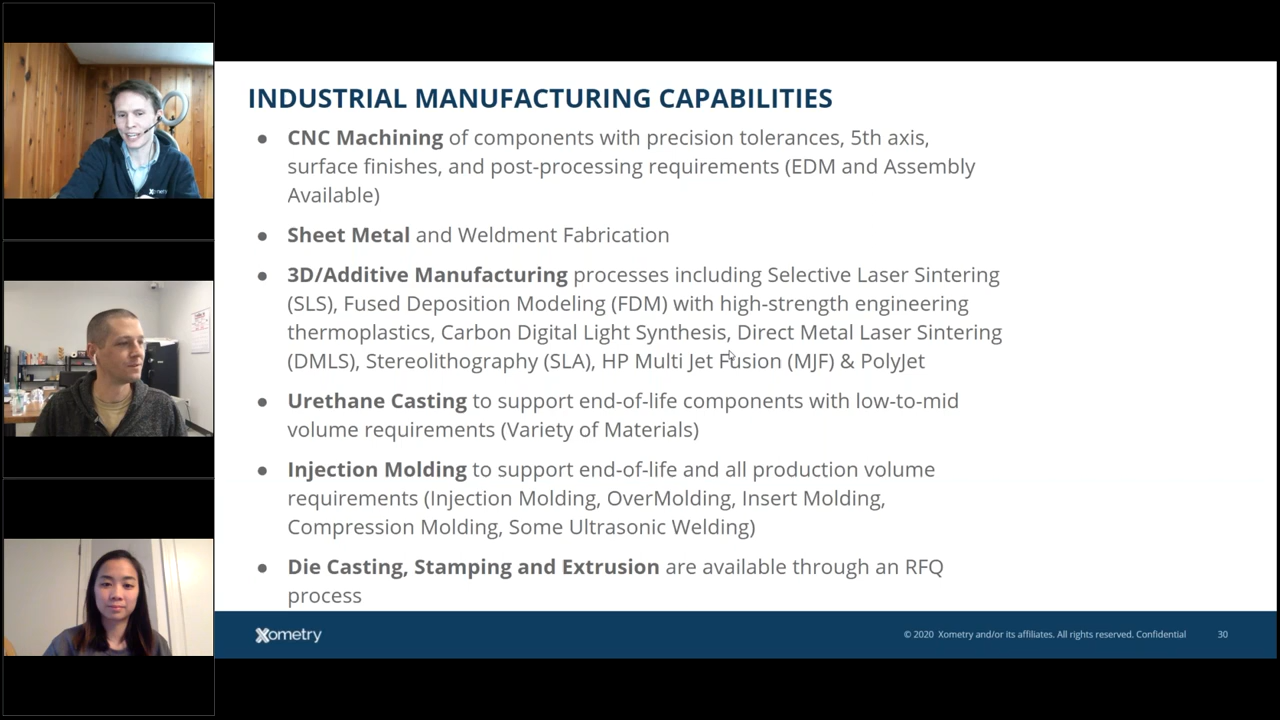 INDUSTRIAL MANUFACTURING CAPABILITIES
● CNC Machining of components with precision tolerances, 5th axis,
surface finishes, and post-processing requirements (EDM and Assembly
Available)
● Sheet Metal and Weldment Fabrication
● 3D/Additive Manufacturing processes including Selective Laser Sintering
(SLS), Fused Deposition Modeling (FDM) with high-strength engineering
thermoplastics, Carbon Digital Light Synthesis, Direct Metal Laser Sintering
(DMLS), Stereolithography (SLA), HP Multi Jet Fusion (MJF) & PolyJet
● Urethane Casting to support end-of-life components with low-to-mid
volume requirements (Variety of Materials)
● Injection Molding to support end-of-life and all production volume
requirements (Injection Molding, OverMolding, Insert Molding,
Compression Molding, Some Ultrasonic Welding)
● Die Casting, Stamping and Extrusion are available through an RFQ
process
Xometry
© 2020 Xometry and/or its affiliates. All rights reserved. Confidential 30
Xometry